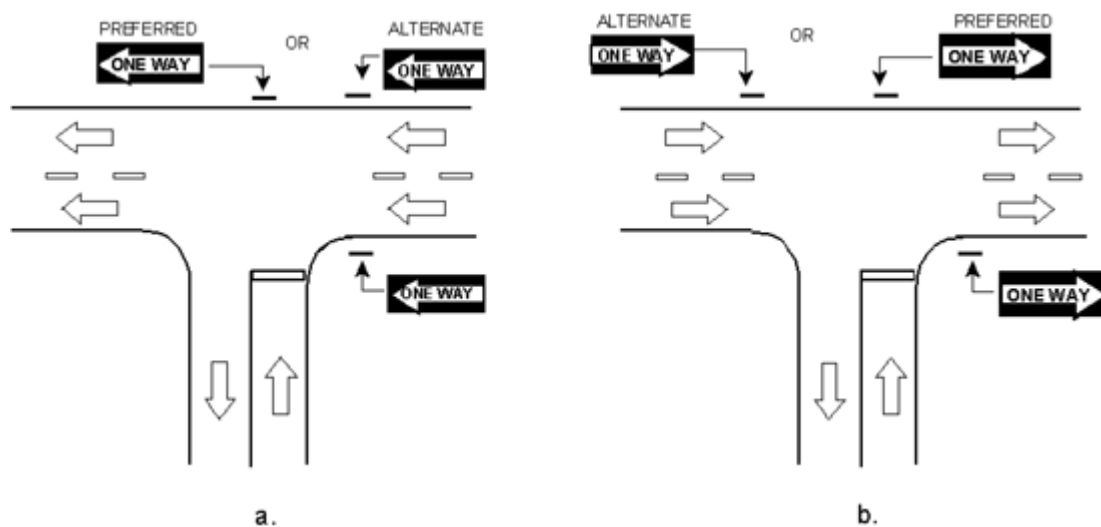 PREFERRED
OR
ALTERNATE
ONE WAY
ONE WAY
ONE WAY
a.
ALTERNATE
OR
PREFERRED
ONE WAY
ONE WAY
ONE WAY
b.